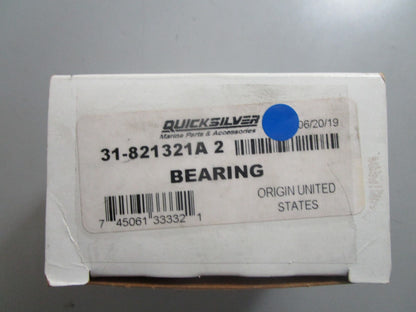 QUICKSILVER
Marine Parts & Accessories
06/20/19
31-821321A 2
BEARING
ORIGIN UNITED
STATES
7 45061 33332 1